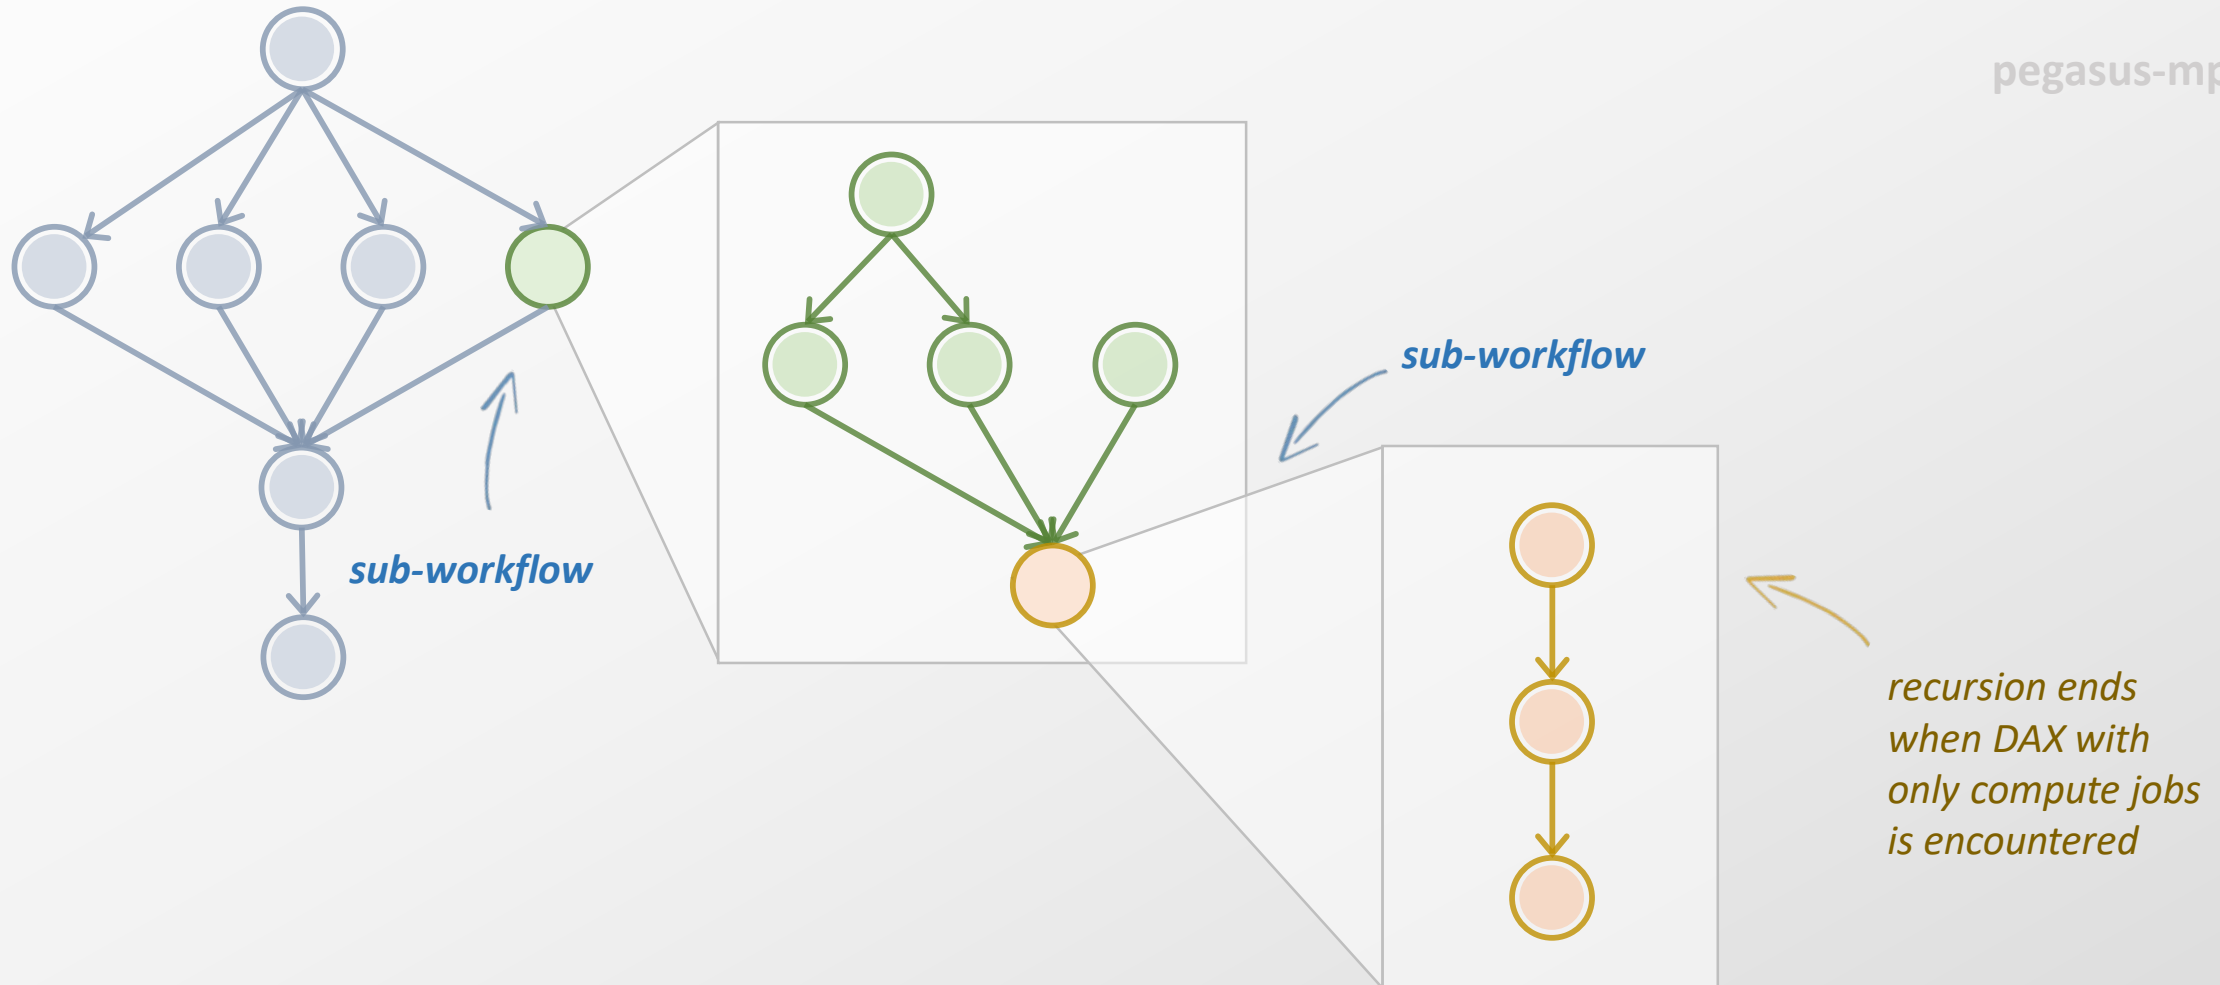 pegasus-mp
sub-workflow
sub-workflow
recursion ends
when DAX with
only compute jobs
is encountered